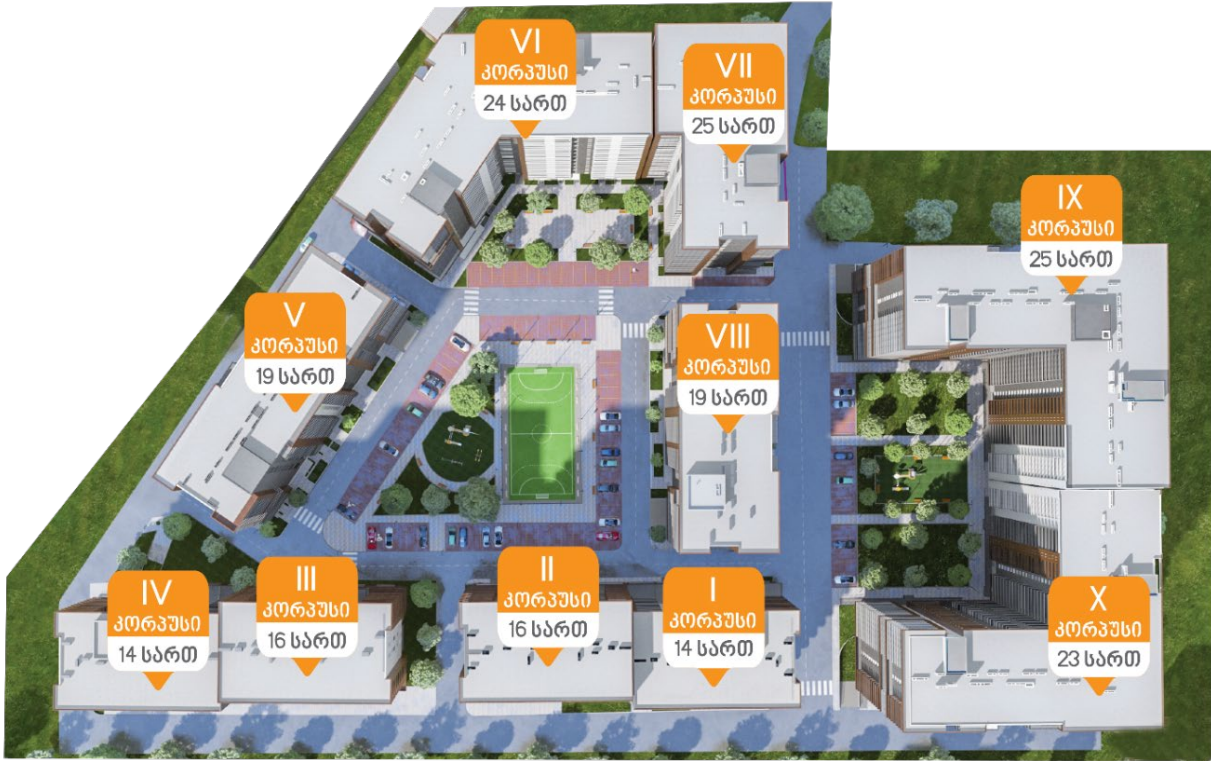 VI
კორპუსი
24 სართ
VII
კორპუსი
25 სართ
IX
კორპუსი
25 სართ
V
კორპუსი
19 სართ
VIII
კორპუსი
19 სართ
IV
კორპუსი
14 სართ
III
კორპუსი
16 სართ
II
კორპუსი
16 სართ
I
კორპუსი
14 სართ
X
კორპუსი
23 სართ